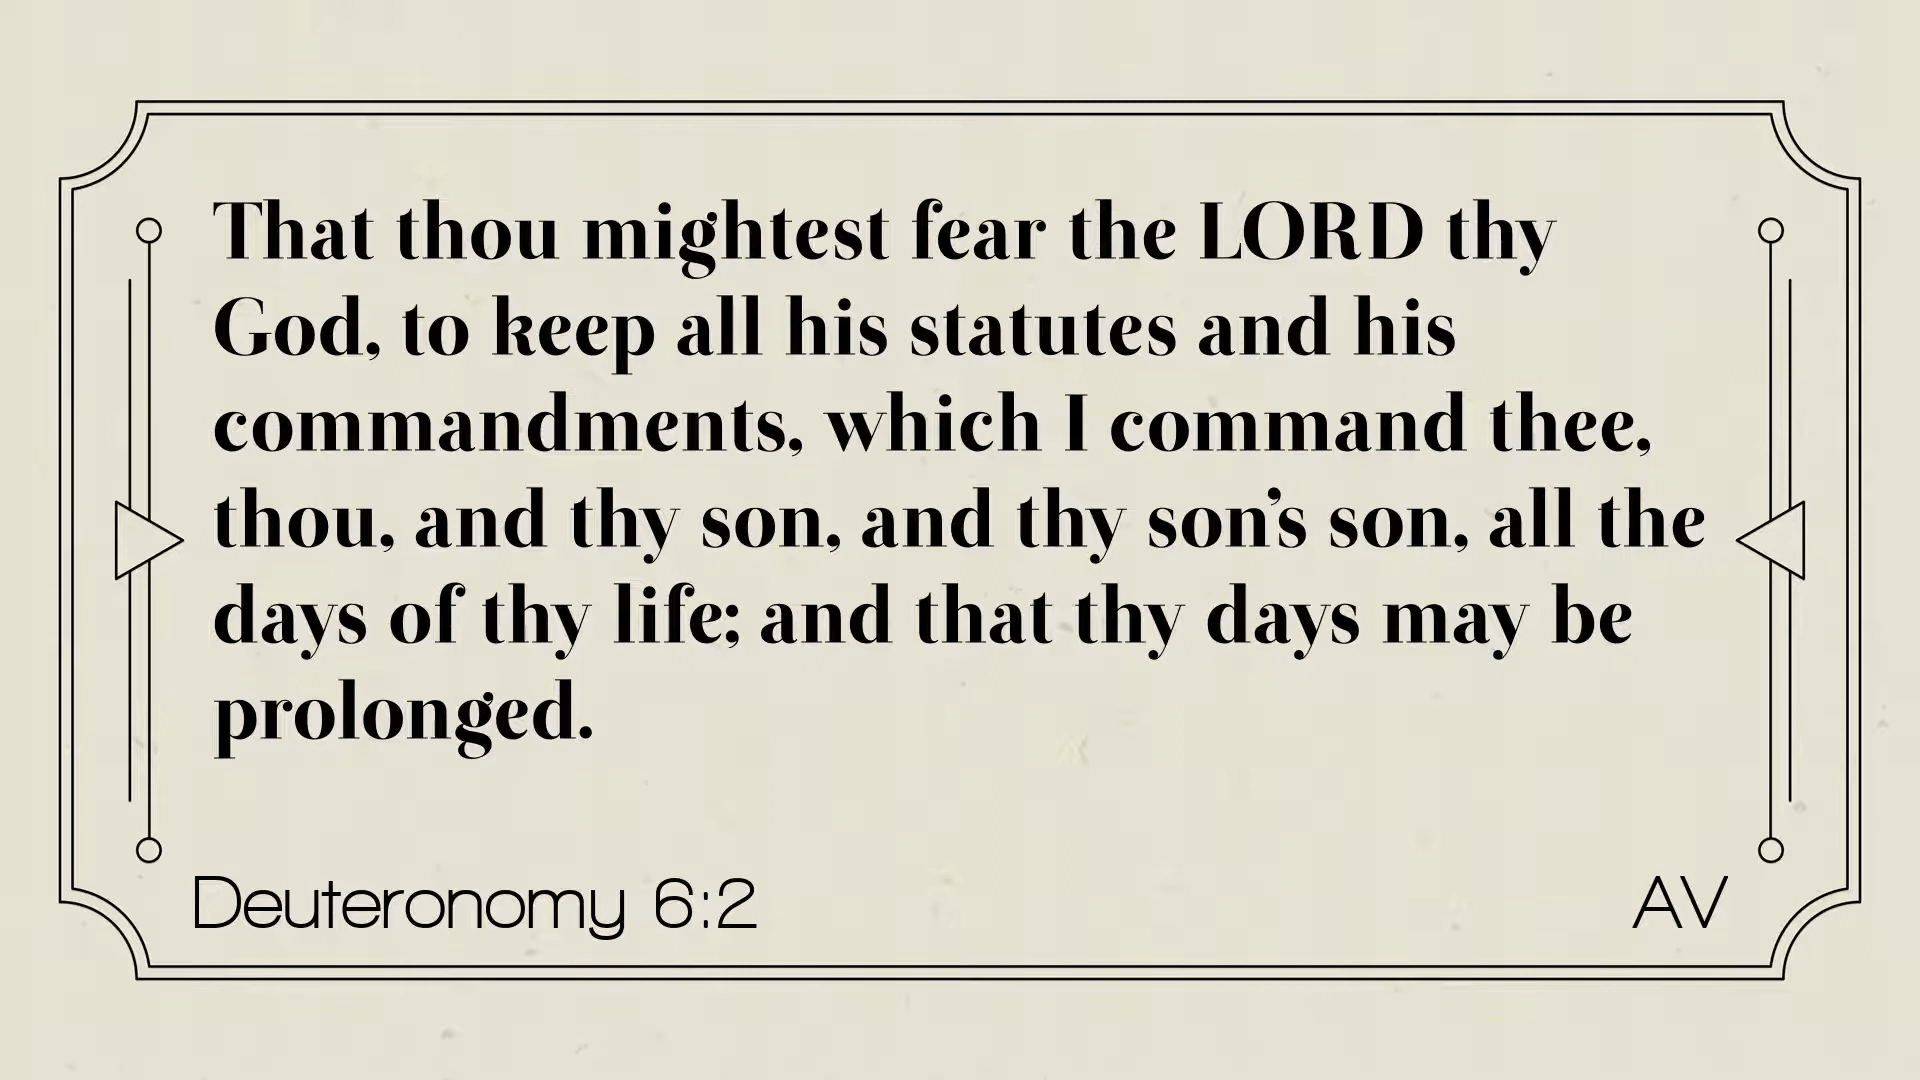 That thou mightest fear the LORD thy
God, to keep all his statutes and his
commandments, which I command thee,
thou, and thy son, and thy son’s son, all the
days of thy life; and that thy days may be
prolonged.
Deuteronomy 6:2
AV